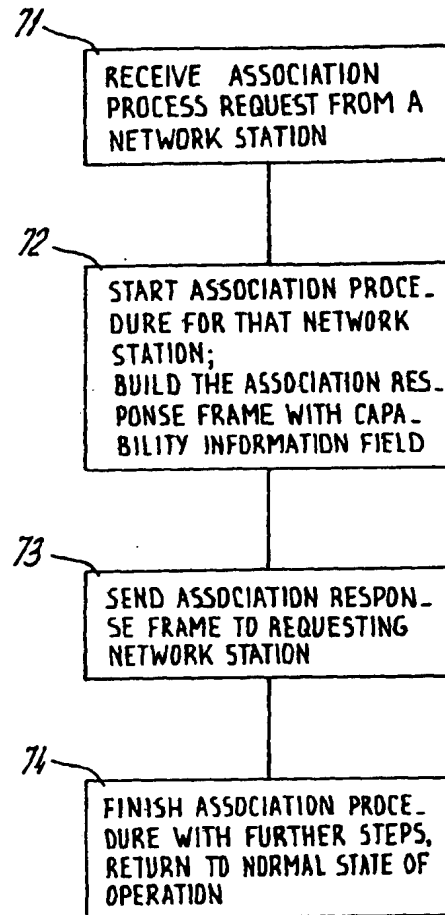 71
RECEIVE ASSOCIATION
PROCESS REQUEST FROM A
NETWORK STATION
72
START ASSOCIATION PROCE_
DURE FOR THAT NETWORK
STATION;
BUILD THE ASSOCIATION RES_
PONSE FRAME WITH CAPA_
BILITY INFORMATION FIELD
73
SEND ASSOCIATION RESPON_
SE FRAME TO REQUESTING
NETWORK STATION
74
FINISH ASSOCIATION PROCE_
DURE WITH FURTHER STEPS,
RETURN TO NORMAL STATE OF
OPERATION